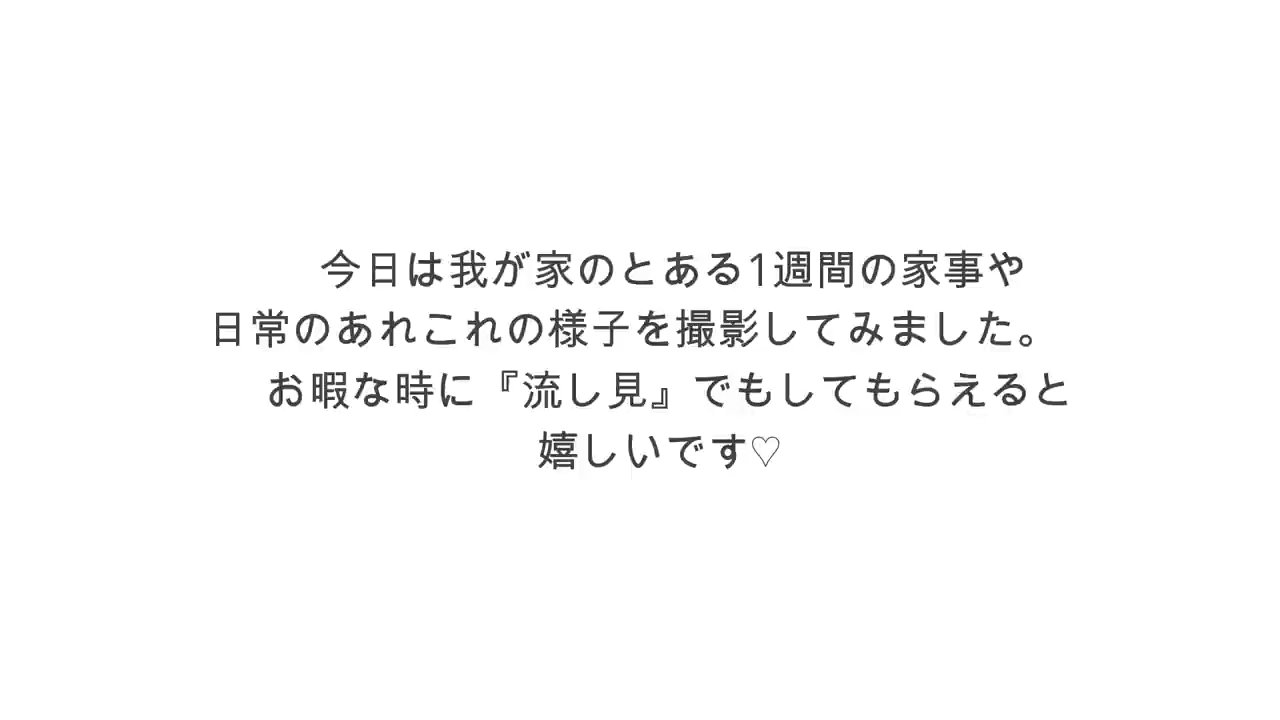 今日は我が家のとある1週間の家事や
日常のあれこれの様子を撮影してみました。
お暇な時に『流し見』でもしてもらえると
嬉しいです♡